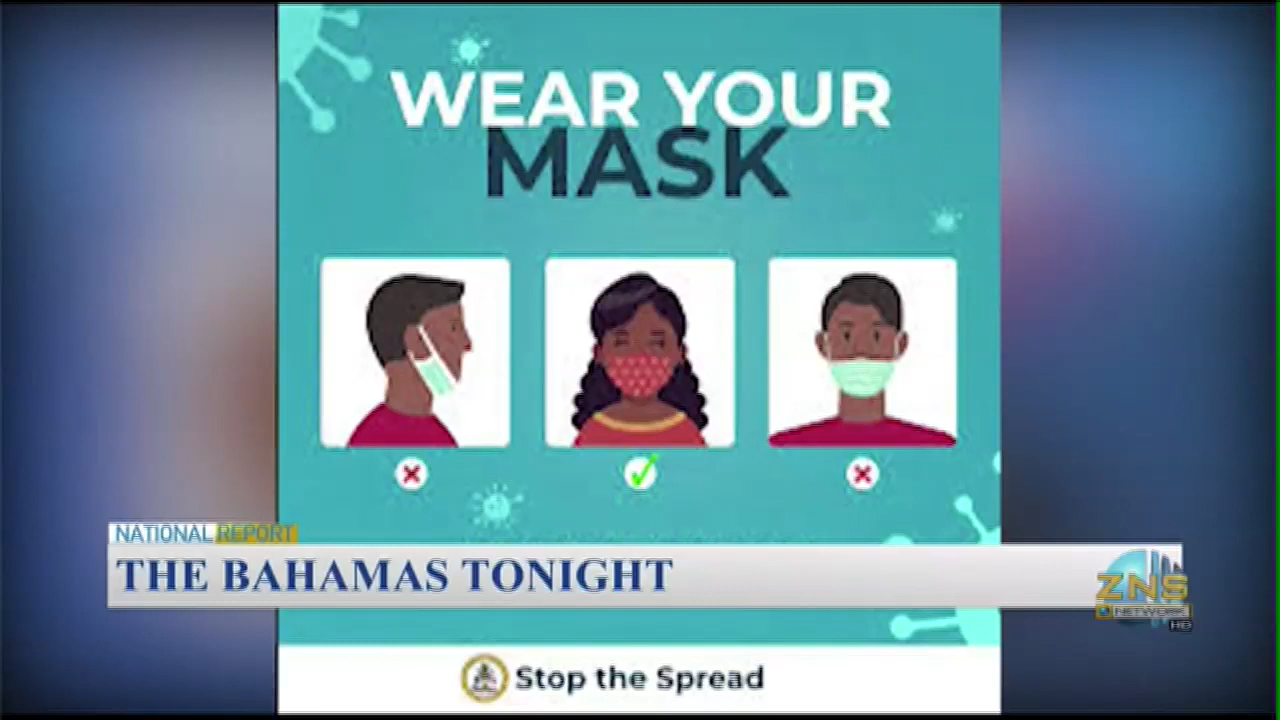 WEAR YOUR
MASK
NATIONAL REPORT
THE BAHAMAS TONIGHT
ZNS
NETWORK
HD
Stop the Spread